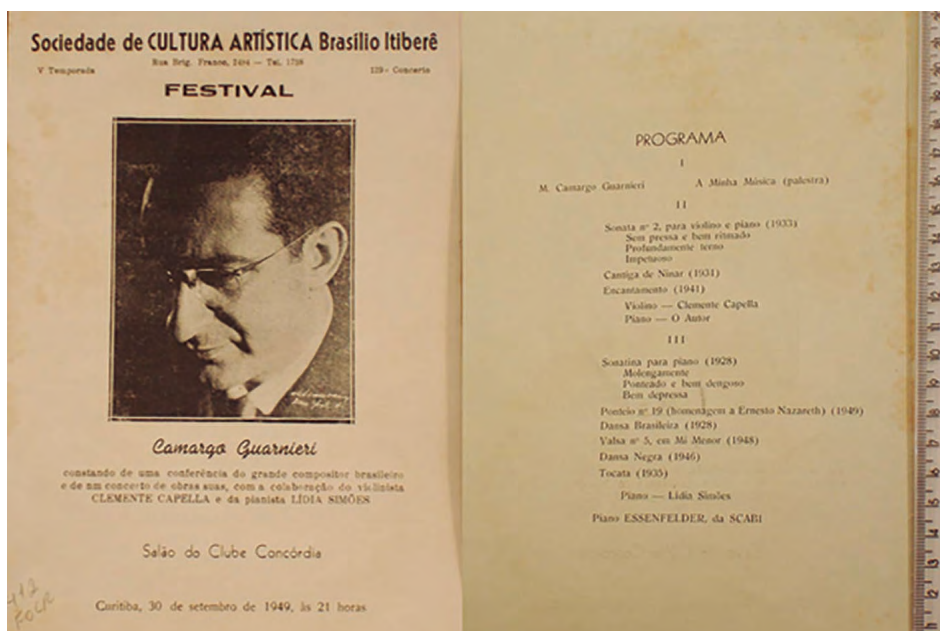 Sociedade de CULTURA ARTÍSTICA Brasílio Itiberê
Rua Brig. Franco, — Tel.
V Temporada
129º Concerto
FESTIVAL
Camargo Guarnieri
constando de uma conferência do grande compositor brasileiro
e de um concerto de obras suas, com a colaboração do violinista
CLEMENTE CAPELLA e da pianista LÍDIA SIMÕES
Salão do Clube Concórdia
Curitiba, 30 de setembro de 1949, às 21 horas
PROGRAMA
I
M. Camargo Guarnieri A Minha Música (palestra)
II
Sonata nº 2, para violino e piano (1933)
Sem pressa e bem ritmado
Profundamente terno
Impetuoso
Cantiga de Ninar (1931)
Encantamento (1941)
Violino — Clemente Capella
Piano — O Autor
III
Sonatina para piano (1928)
Molengamente
Ponteado e bem dengoso
Bem depressa
Ponteio nº 19 (homenagem a Ernesto Nazareth) (1949)
Dansa Brasileira (1928)
Valsa nº 5, em Mi Menor (1948)
Dansa Negra (1946)
Tocata (1935)
Piano — Lídia Simões
Piano ESSENFELDER, da SCABI